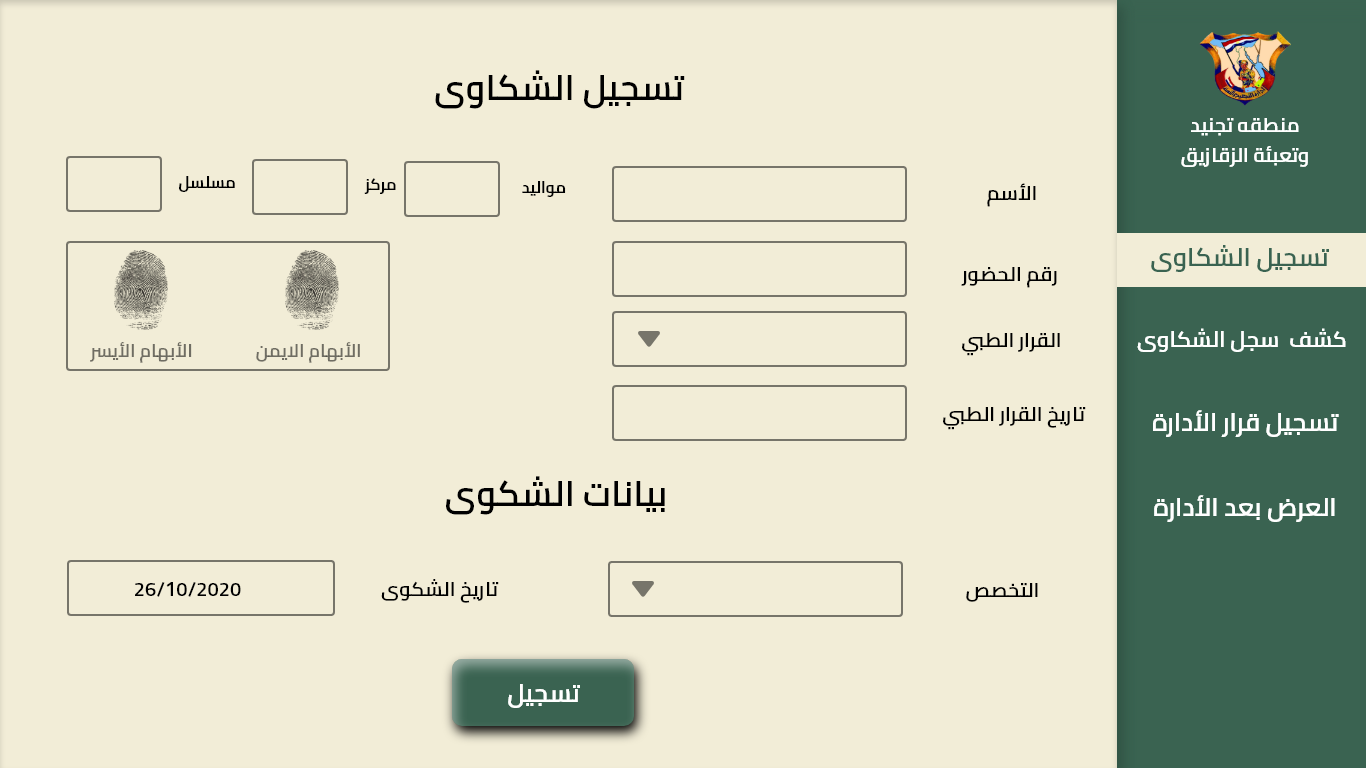 منطقه تجنيد
وتعبئة الزقازيق
تسجيل الشكاوى
كشف سجل الشكاوى
تسجيل قرار الأدارة
العرض بعد الأدارة
تسجيل الشكاوى
الأسم
مواليد
مركز
مسلسل
رقم الحضور
الأبهام الايمن
الأبهام الأيسر
القرار الطبي
تاريخ القرار الطبي
بيانات الشكوى
التخصص
تاريخ الشكوى
26/10/2020
تسجيل